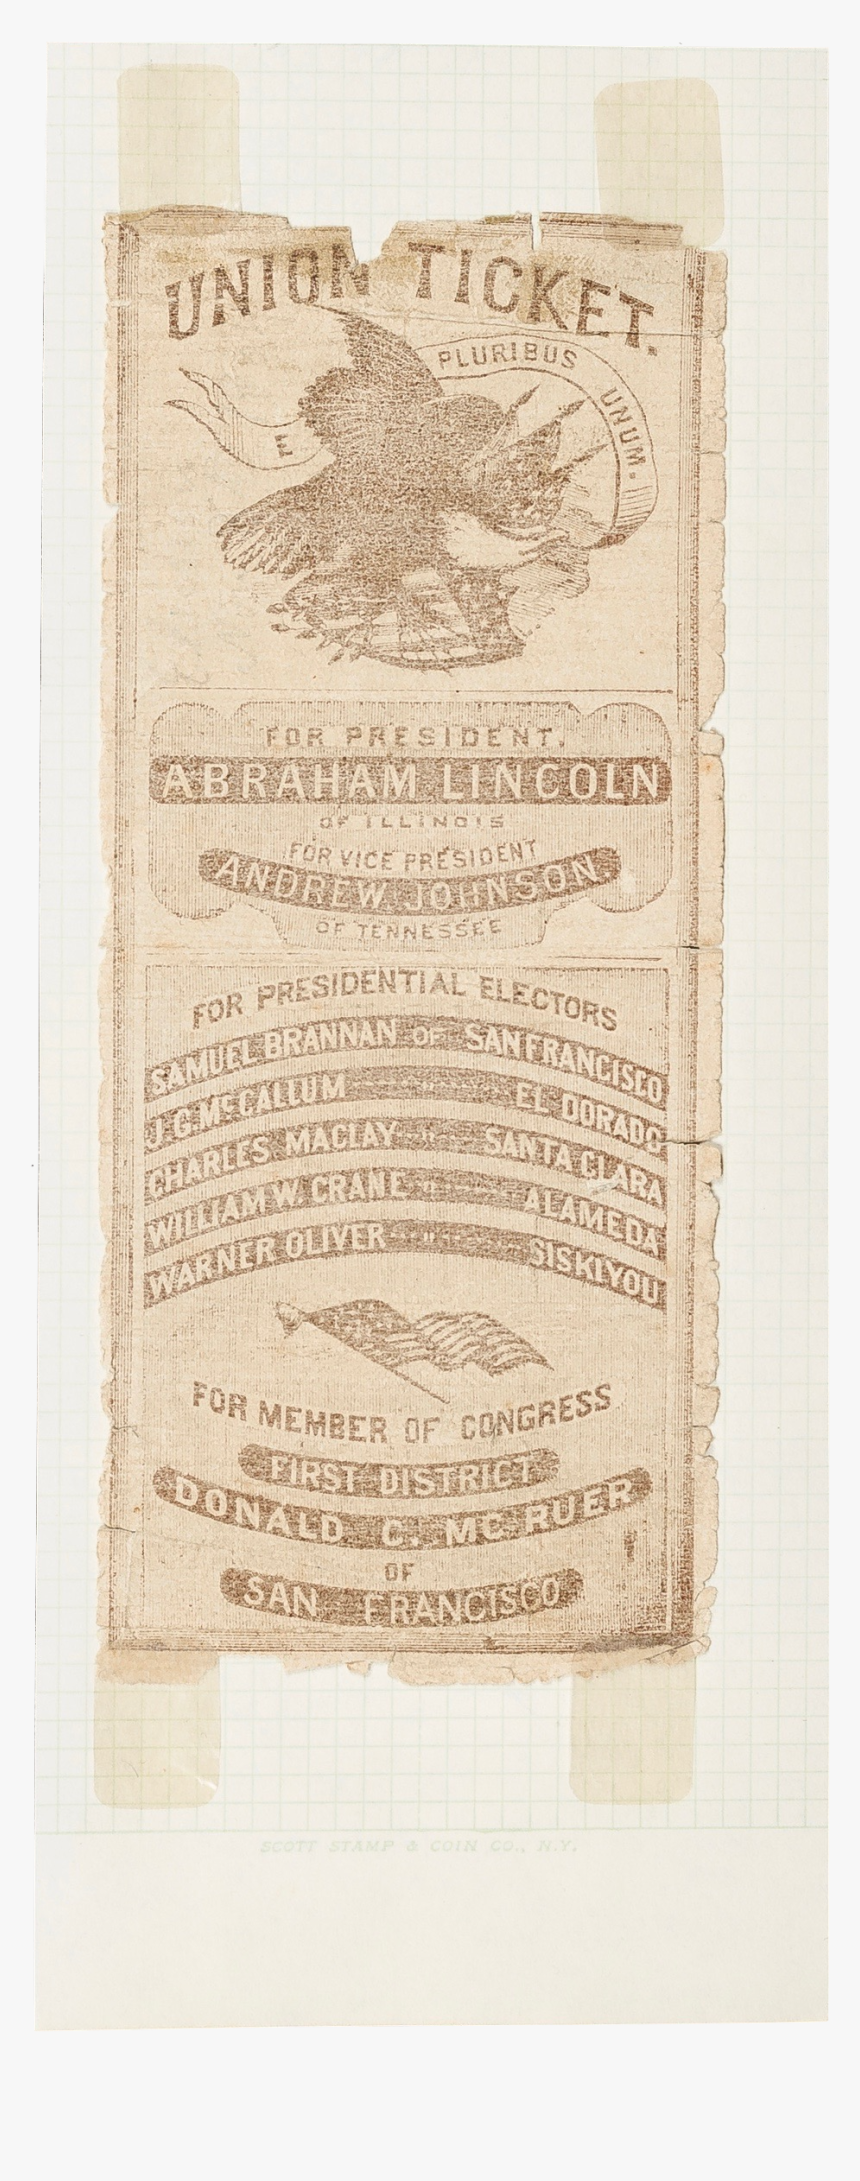 UNION TICKET.
E PLURIBUS UNUM.
FOR PRESIDENT,
ABRAHAM LINCOLN
OF ILLINOIS
FOR VICE PRESIDENT
ANDREW JOHNSON.
OF TENNESSEE
FOR PRESIDENTIAL ELECTORS
SAMUEL BRANNAN OF SAN FRANCISCO
J. G. McCALLUM " EL DORADO
CHARLES MACLAY " SANTA CLARA
WILLIAM W. CRANE " ALAMEDA
WARNER OLIVER " SISKIYOU
FOR MEMBER OF CONGRESS
FIRST DISTRICT
DONALD C. MC RUER
OF
SAN FRANCISCO
SCOTT STAMP & COIN CO., N.Y.